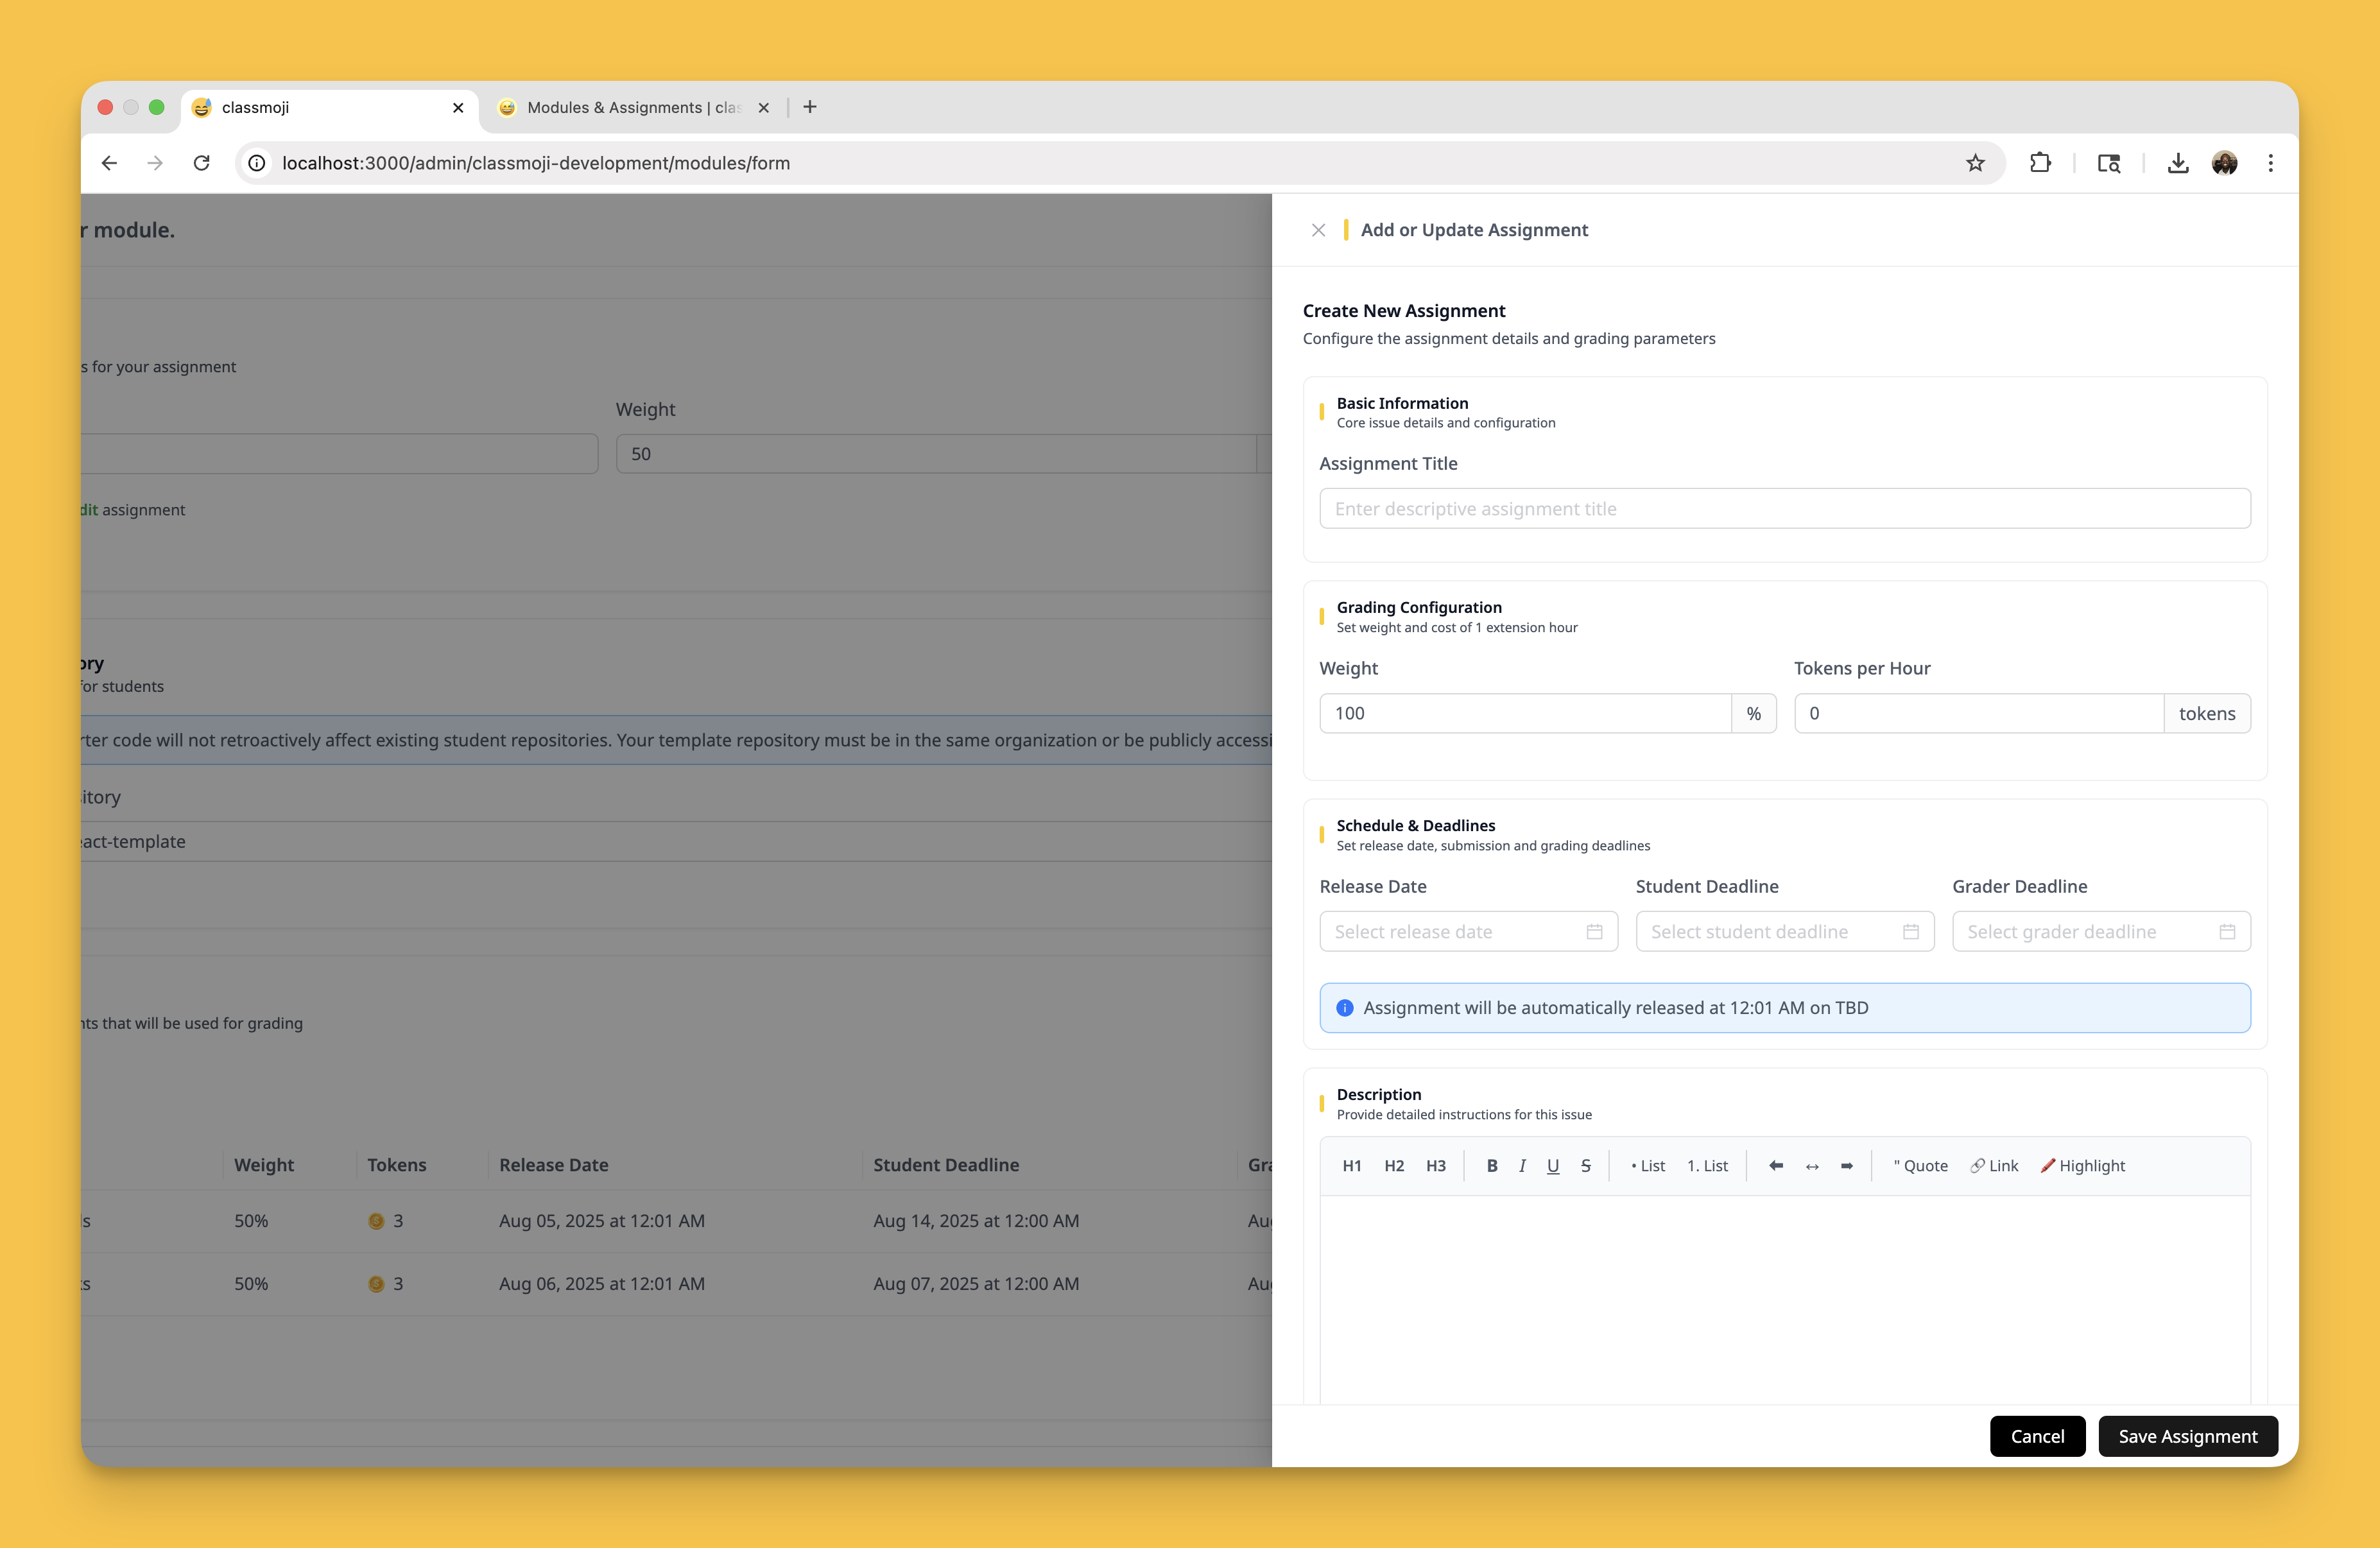 classmoji
Modules & Assignments | clas
localhost:3000/admin/classmoji-development/modules/form
r module.
s for your assignment
Weight
50
dit assignment
ory
for students
rter code will not retroactively affect existing student repositories. Your template repository must be in the same organization or be publicly accessi
itory
act-template
nts that will be used for grading
Weight Tokens Release Date Student Deadline Gra
ls 50% 3 Aug 05, 2025 at 12:01 AM Aug 14, 2025 at 12:00 AM Aug
ks 50% 3 Aug 06, 2025 at 12:01 AM Aug 07, 2025 at 12:00 AM Aug
Add or Update Assignment
Create New Assignment
Configure the assignment details and grading parameters
Basic Information
Core issue details and configuration
Assignment Title
Enter descriptive assignment title
Grading Configuration
Set weight and cost of 1 extension hour
Weight Tokens per Hour
100 % 0 tokens
Schedule & Deadlines
Set release date, submission and grading deadlines
Release Date Student Deadline Grader Deadline
Select release date Select student deadline Select grader deadline
Assignment will be automatically released at 12:01 AM on TBD
Description
Provide detailed instructions for this issue
H1 H2 H3 B I U S • List 1. List " Quote Link Highlight
Cancel Save Assignment